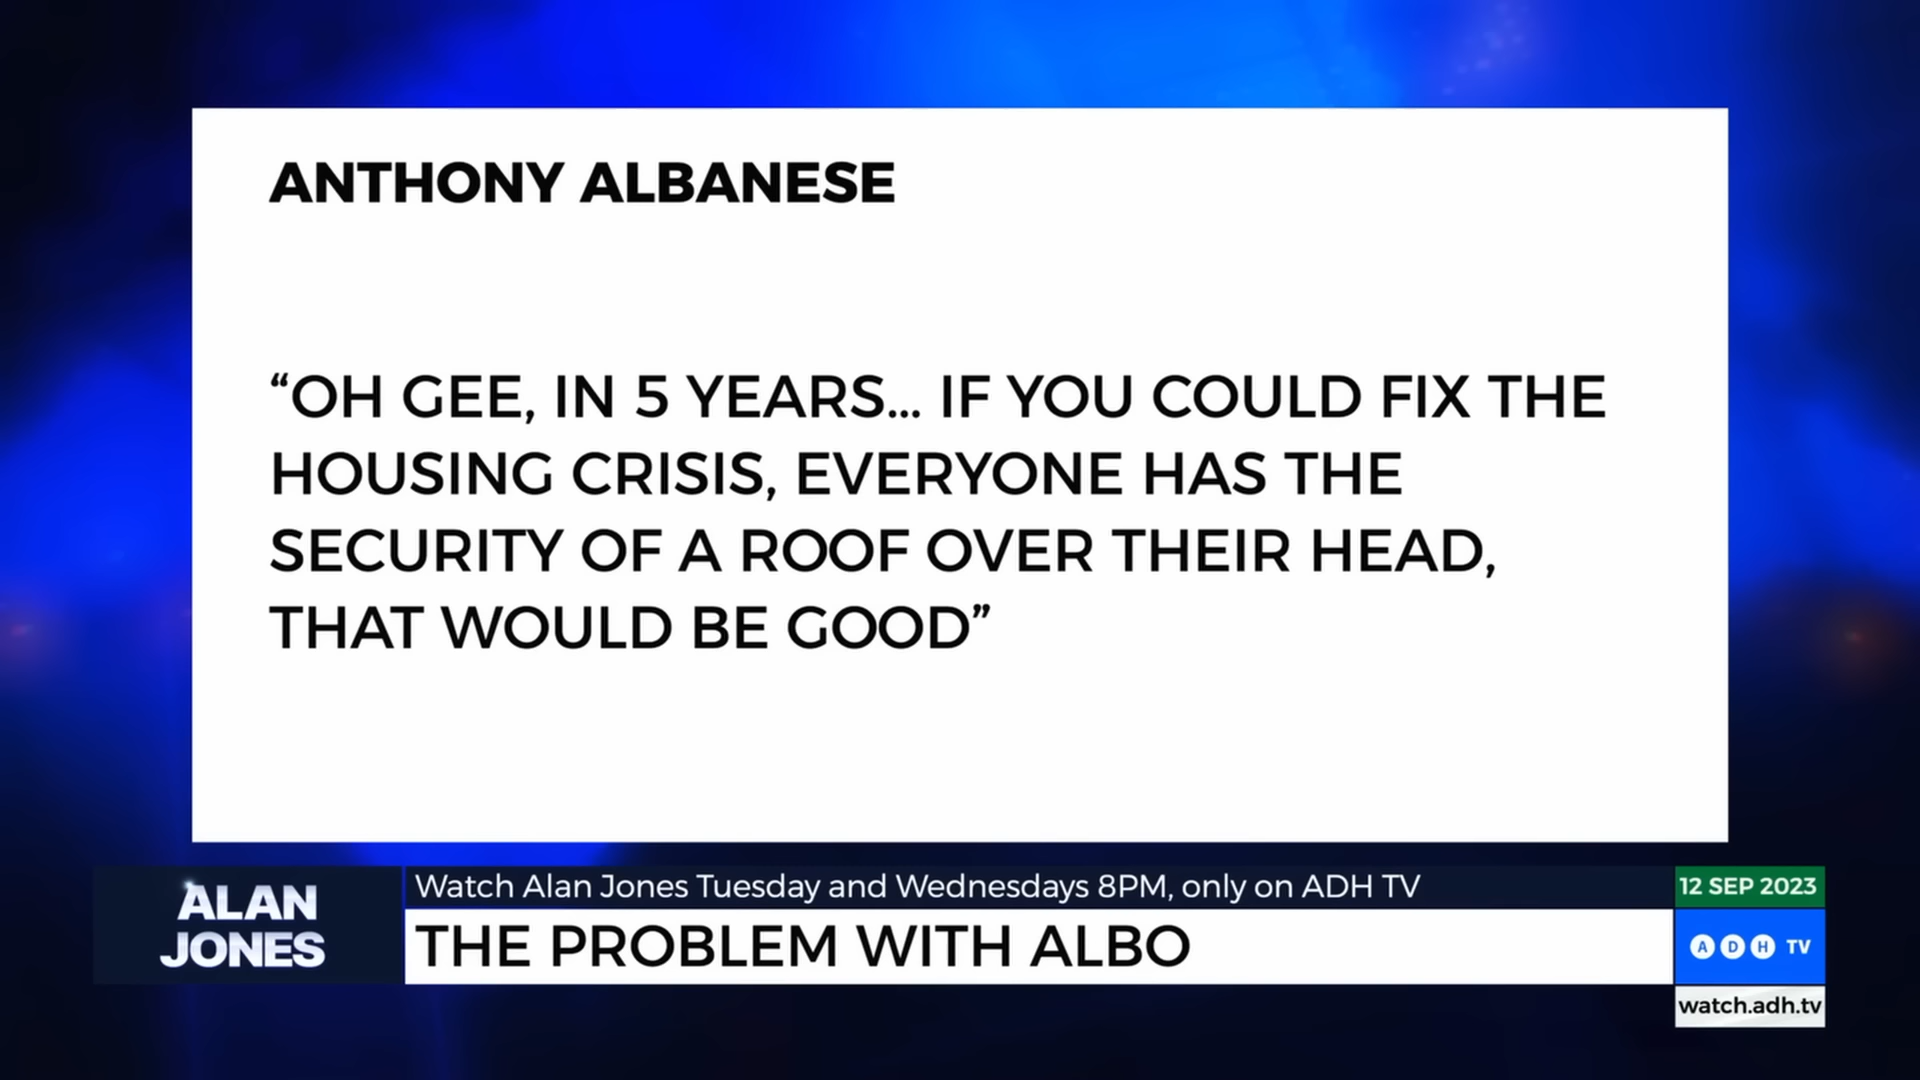 ANTHONY ALBANESE
“OH GEE, IN 5 YEARS... IF YOU COULD FIX THE
HOUSING CRISIS, EVERYONE HAS THE
SECURITY OF A ROOF OVER THEIR HEAD,
THAT WOULD BE GOOD”
ALAN
JONES
Watch Alan Jones Tuesday and Wednesdays 8PM, only on ADH TV
THE PROBLEM WITH ALBO
12 SEP 2023
ADH TV
watch.adh.tv